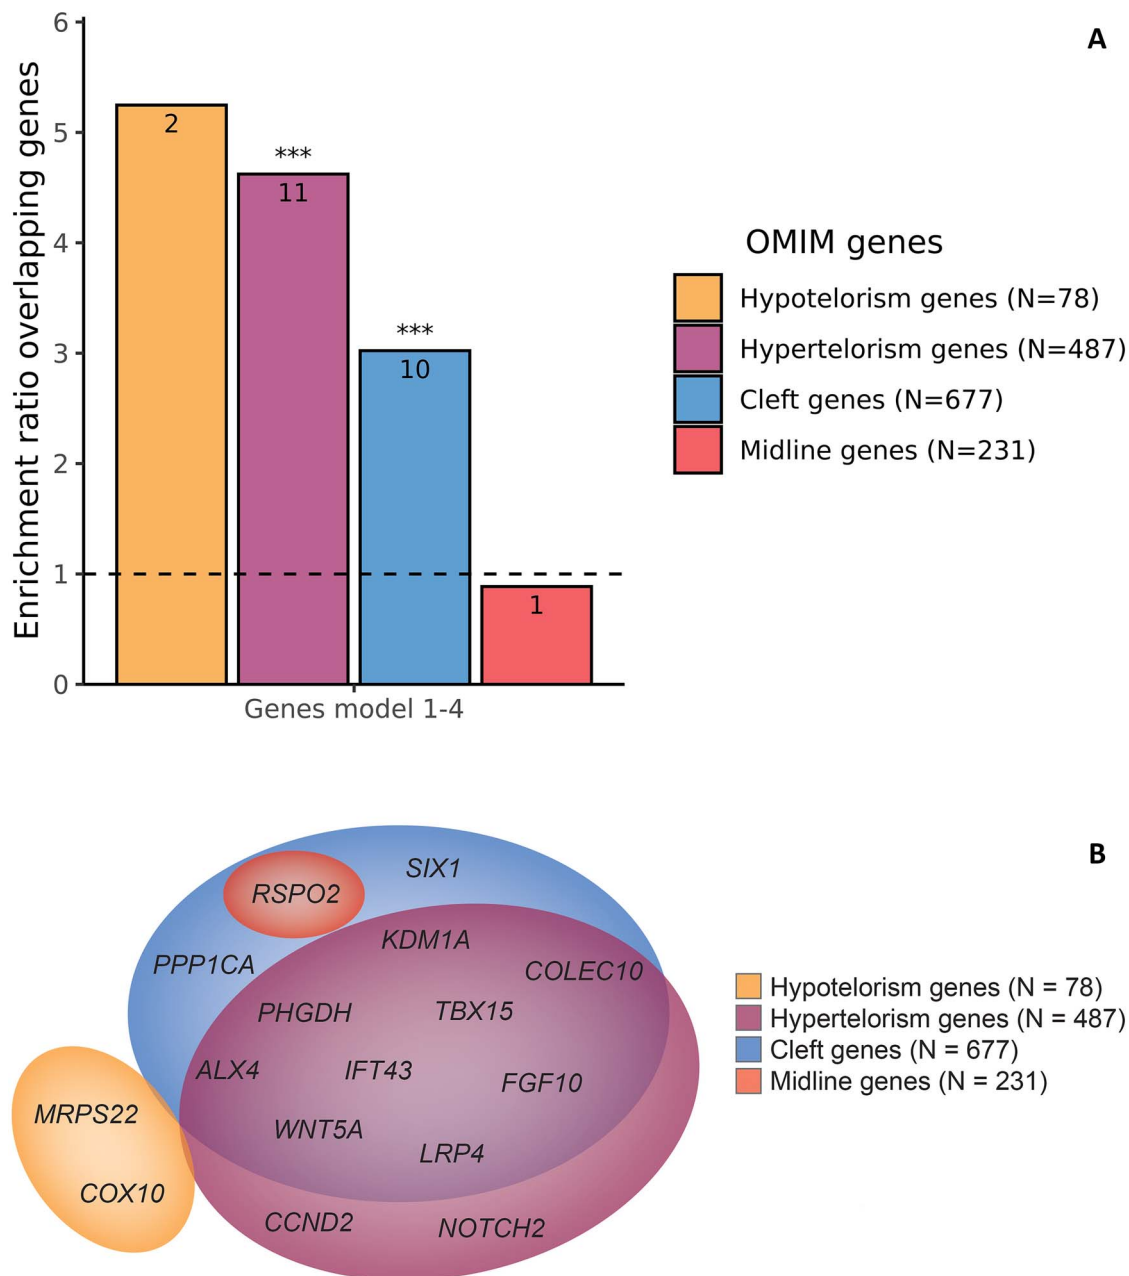 A
Enrichment ratio overlapping genes
6
5
4
3
2
1
0
2
***
11
***
10
1
Genes model 1-4
OMIM genes
Hypotelorism genes (N=78)
Hypertelorism genes (N=487)
Cleft genes (N=677)
Midline genes (N=231)
B
SIX1
RSPO2
KDM1A
PPP1CA
COLEC10
PHGDH
TBX15
ALX4
IFT43
FGF10
MRPS22
WNT5A
LRP4
COX10
CCND2
NOTCH2
Hypotelorism genes (N = 78)
Hypertelorism genes (N = 487)
Cleft genes (N = 677)
Midline genes (N = 231)